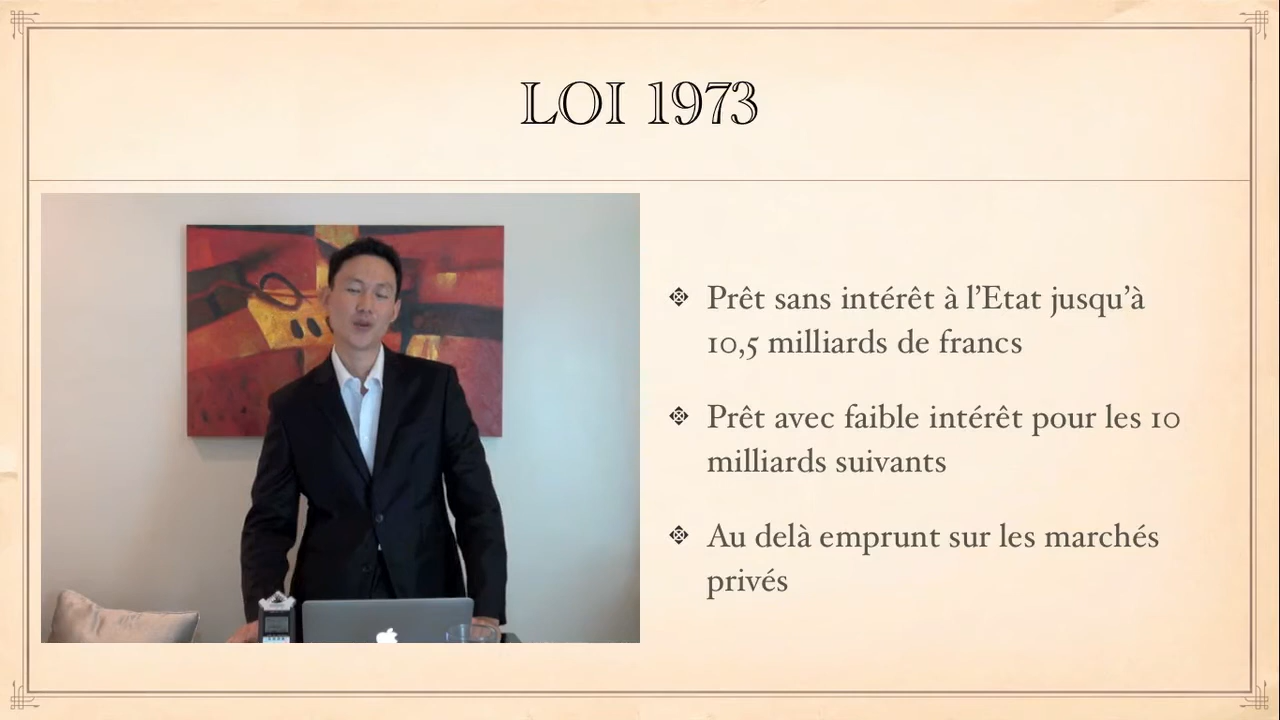 LOI 1973
Prêt sans intérêt à l’Etat jusqu’à
10,5 milliards de francs
Prêt avec faible intérêt pour les 10
milliards suivants
Au delà emprunt sur les marchés
privés